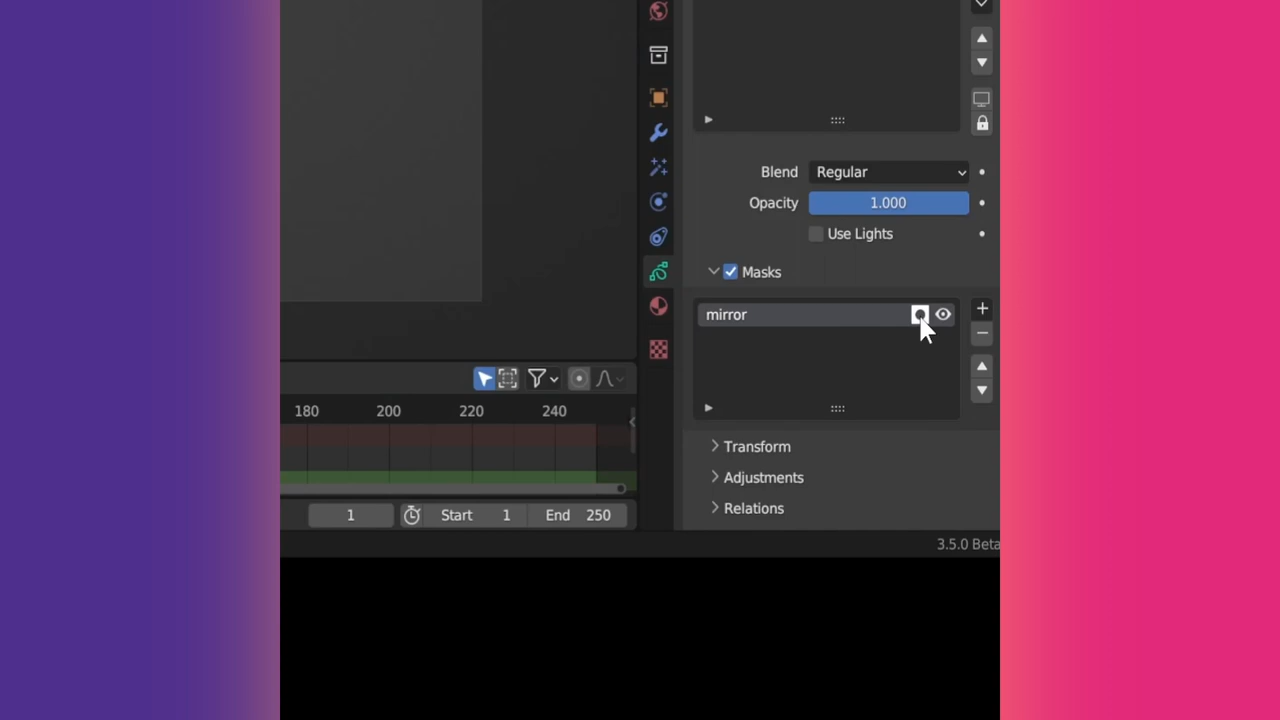 Blend Regular
Opacity 1.000
Use Lights
Masks
mirror
180 200 220 240
Transform
Adjustments
Relations
1 Start 1 End 250
3.5.0 Beta